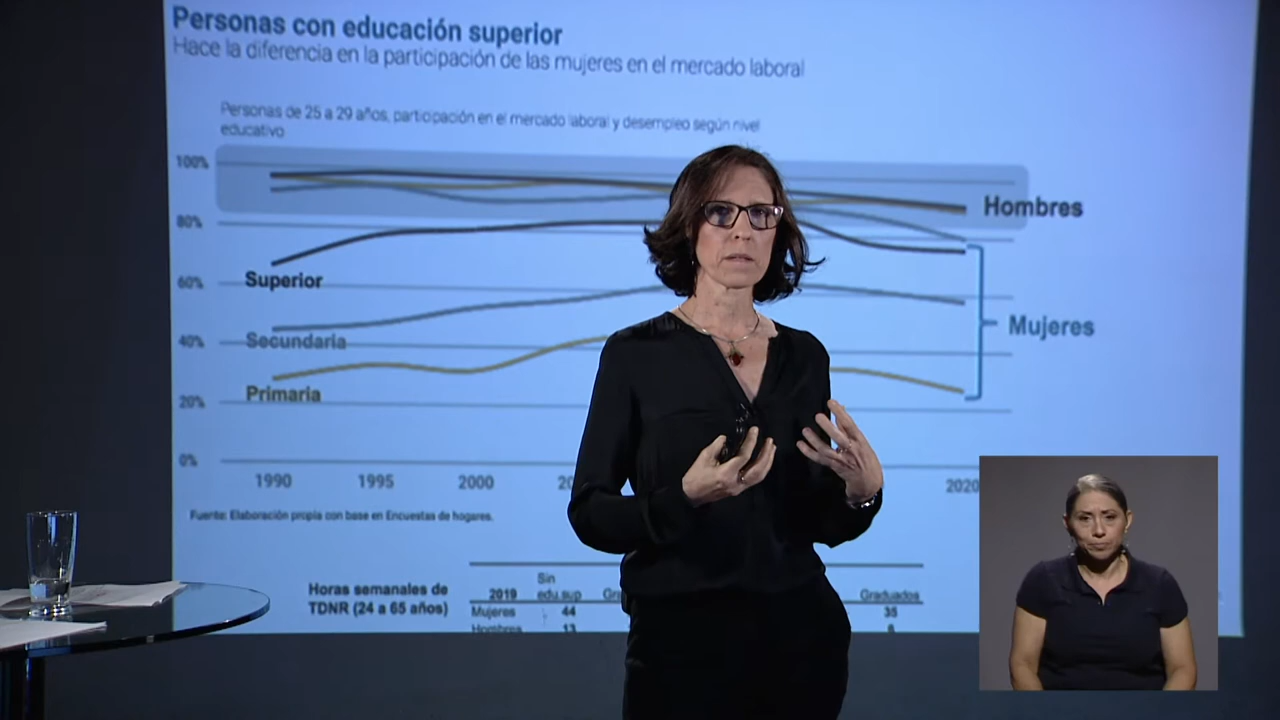 Personas con educación superior
Hace la diferencia en la participación de las mujeres en el mercado laboral
Personas de 25 a 29 años, participación en el mercado laboral y desempleo según nivel
educativo
100%
Hombres
80%
Superior
60%
Mujeres
Secundaria
40%
Primaria
20%
0%
1990 1995 2000 2020
Fuente: Elaboración propia con base en Encuestas de hogares.
Horas semanales de
TDNR (24 a 65 años)
2019 Sin
edu.sup Graduados
Mujeres 44 35
Hombres 13